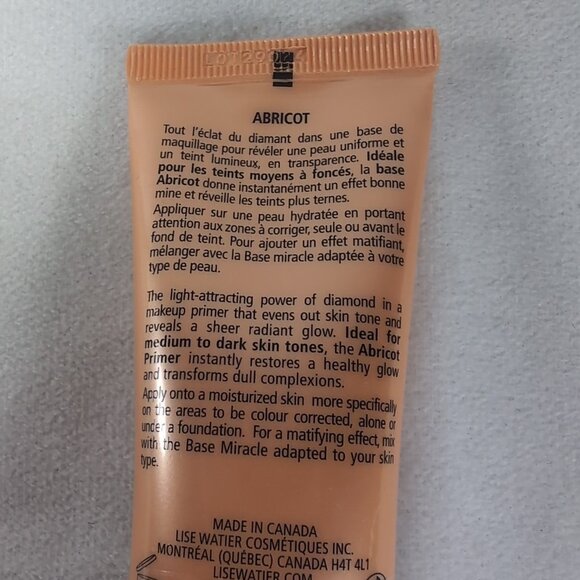 ABRICOT
Tout l'éclat du diamant dans une base de
maquillage pour révéler une peau uniforme et
un teint lumineux, en transparence. Idéale
pour les teints moyens à foncés, la base
Abricot donne instantanément un effet bonne
mine et réveille les teints plus ternes.
Appliquer sur une peau hydratée en portant
attention aux zones à corriger, seule ou avant le
fond de teint. Pour ajouter un effet matifiant,
mélanger avec la Base miracle adaptée à votre
type de peau.
The light-attracting power of diamond in a
makeup primer that evens out skin tone and
reveals a sheer radiant glow. Ideal for
medium to dark skin tones, the Abricot
Primer instantly restores a healthy glow
and transforms dull complexions.
Apply onto a moisturized skin more specifically
on the areas to be colour corrected, alone or
under a foundation. For a matifying effect, mix
with the Base Miracle adapted to your skin
type.
MADE IN CANADA
LISE WATIER COSMÉTIQUES INC.
MONTRÉAL (QUÉBEC) CANADA H4T 4L1
LISEWATIER.COM